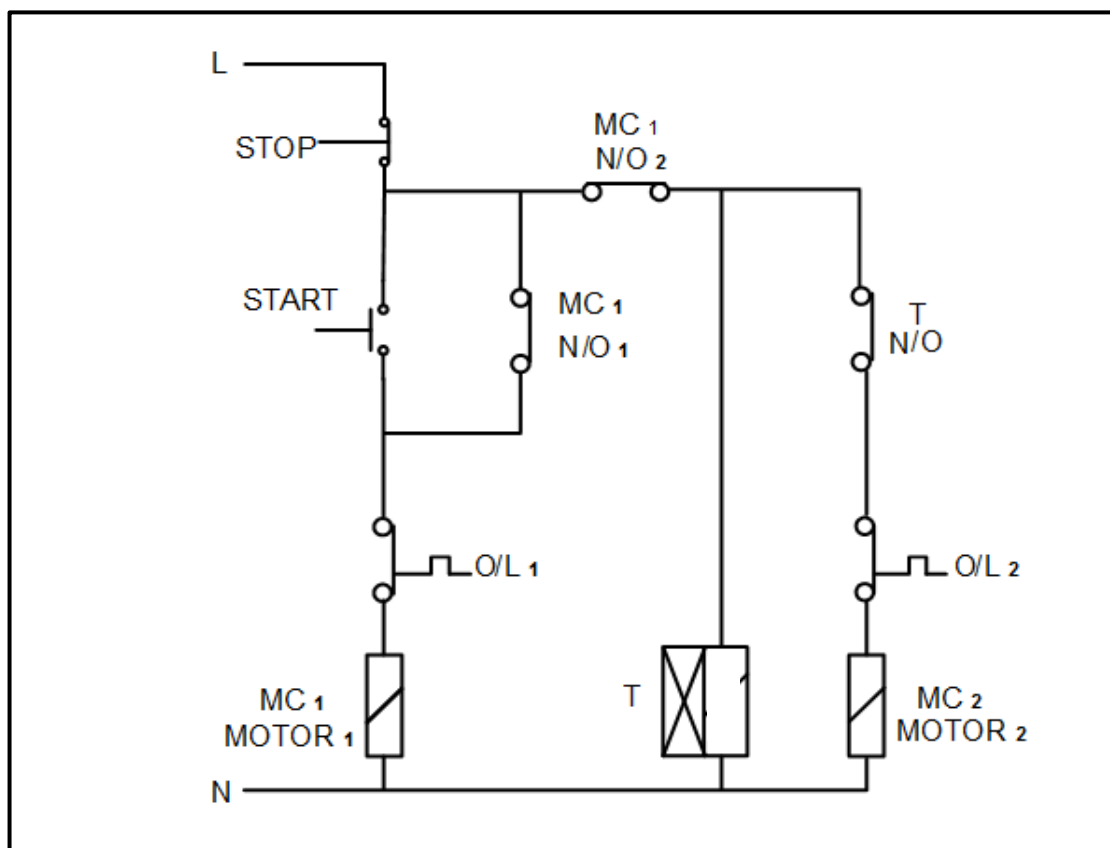 L
STOP
MC 1
N/O 2
START
MC 1
N/O 1
T
N/O
O/L 1
O/L 2
MC 1
MOTOR 1
T
MC 2
MOTOR 2
N